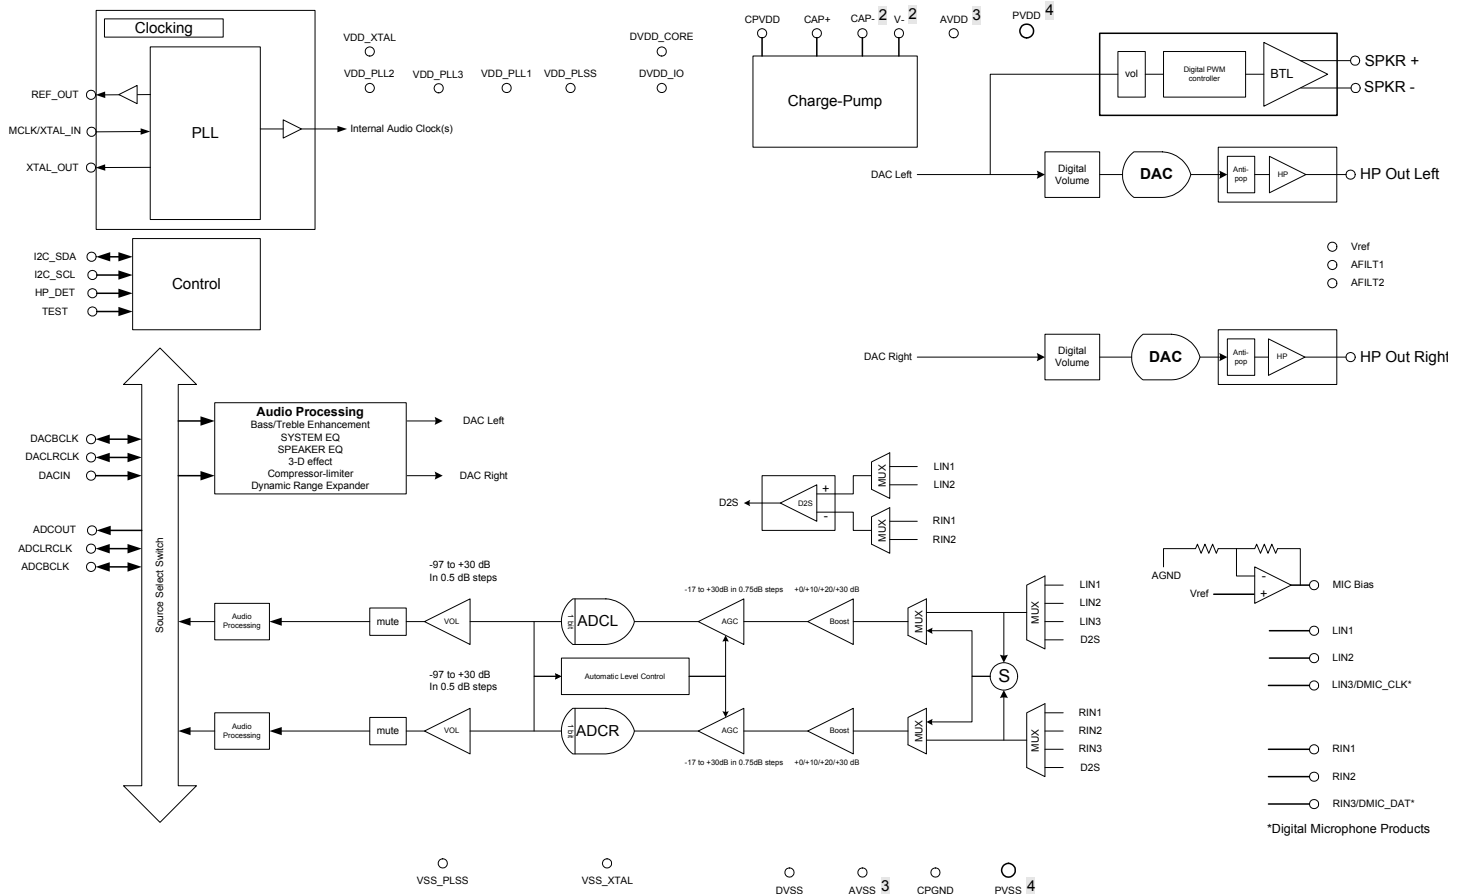 Clocking
PLL
REF_OUT
MCLK/XTAL_IN
XTAL_OUT
Internal Audio Clock(s)
VDD_XTAL
DVDD_CORE
VDD_PLL2
VDD_PLL3
VDD_PLL1
VDD_PLSS
DVDD_IO
CPVDD
CAP+
CAP- 2
V- 2
AVDD 3
PVDD 4
Charge-Pump
vol
Digital PWM
controller
BTL
SPKR +
SPKR -
DAC Left
Digital
Volume
DAC
Anti-
pop
HP
HP Out Left
Vref
AFILT1
AFILT2
I2C_SDA
I2C_SCL
HP_DET
TEST
Control
DAC Right
Digital
Volume
DAC
Anti-
pop
HP
HP Out Right
Audio Processing
Bass/Treble Enhancement
SYSTEM EQ
SPEAKER EQ
3-D effect
Compressor-limiter
Dynamic Range Expander
DAC Left
DAC Right
DACBCLK
DACLRCLK
DACIN
ADCOUT
ADCLRCLK
ADCBCLK
Source Select Switch
D2S
D2S
+
-
MUX
LIN1
LIN2
MUX
RIN1
RIN2
AGND
Vref
-
+
MIC Bias
-97 to +30 dB
In 0.5 dB steps
-17 to +30dB in 0.75dB steps
+0/+10/+20/+30 dB
Audio
Processing
mute
VOL
1 bit
ADCL
AGC
Boost
MUX
MUX
LIN1
LIN2
LIN3
D2S
Automatic Level Control
S
-97 to +30 dB
In 0.5 dB steps
Audio
Processing
mute
VOL
1 bit
ADCR
AGC
Boost
MUX
MUX
RIN1
RIN2
RIN3
D2S
-17 to +30dB in 0.75dB steps
+0/+10/+20/+30 dB
LIN1
LIN2
LIN3/DMIC_CLK*
RIN1
RIN2
RIN3/DMIC_DAT*
*Digital Microphone Products
VSS_PLSS
VSS_XTAL
DVSS
AVSS 3
CPGND
PVSS 4